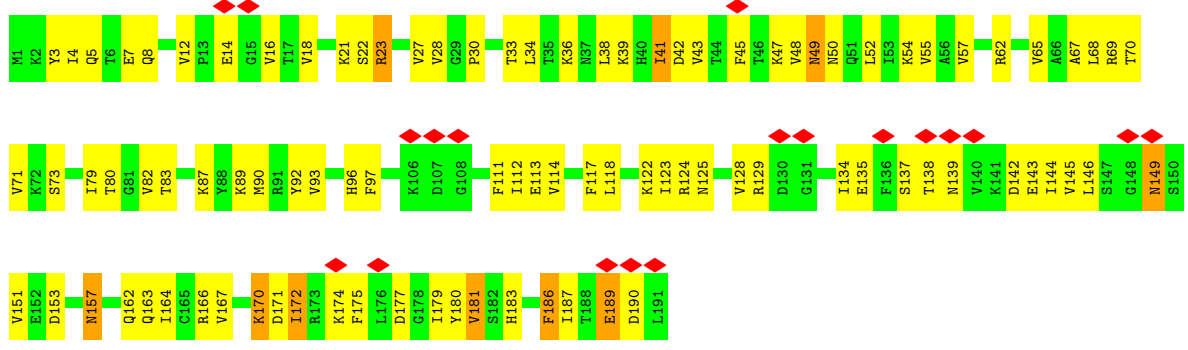 M1 K2 Y3 I4 Q5 T6 E7 Q8 V12 P13 E14 G15 V16 T17 V18 K21 S22 R23 V27 V28 G29 P30 T33 L34 T35 K36 N37 L38 K39 H40 I41 D42 V43 T44 F45 T46 K47 V48 N49 N50 Q51 L52 I53 K54 V55 A56 V57 R62 V65 A66 A67 L68 R69 T70
V71 K72 S73 I79 T80 G81 V82 T83 K87 Y88 K89 M90 R91 Y92 V93 H96 F97 K106 D107 G108 F111 I112 E113 V114 F117 L118 K122 I123 R124 N125 V128 R129 D130 G131 I134 E135 F136 S137 T138 N139 V140 K141 D142 E143 I144 V145 L146 S147 G148 N149 S150
V151 E152 D153 N157 Q162 Q163 I164 C165 R166 V167 K170 D171 I172 R173 K174 F175 L176 D177 G178 I179 Y180 V181 S182 H183 F186 I187 T188 E189 D190 L191